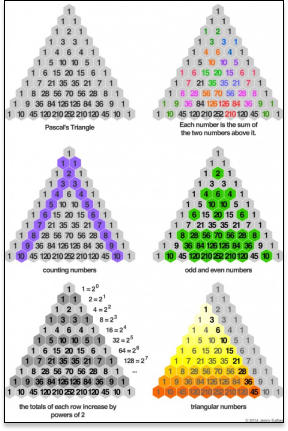 1
1 1
1 2 1
1 3 3 1
1 4 6 4 1
1 5 10 10 5 1
1 6 15 20 15 6 1
1 7 21 35 35 21 7 1
1 8 28 56 70 56 28 8 1
1 9 36 84 126 126 84 36 9 1
1 10 45 120 210 252 210 120 45 10 1
Pascal's Triangle
1
1 1
1 2 1
1 3 3 1
1 4 6 4 1
1 5 10 10 5 1
1 6 15 20 15 6 1
1 7 21 35 35 21 7 1
1 8 28 56 70 56 28 8 1
1 9 36 84 126 126 84 36 9 1
1 10 45 120 210 252 210 120 45 10 1
Each number is the sum of
the two numbers above it.
1
1 1
1 2 1
1 3 3 1
1 4 6 4 1
1 5 10 10 5 1
1 6 15 20 15 6 1
1 7 21 35 35 21 7 1
1 8 28 56 70 56 28 8 1
1 9 36 84 126 126 84 36 9 1
1 10 45 120 210 252 210 120 45 10 1
counting numbers
1
1 1
1 2 1
1 3 3 1
1 4 6 4 1
1 5 10 10 5 1
1 6 15 20 15 6 1
1 7 21 35 35 21 7 1
1 8 28 56 70 56 28 8 1
1 9 36 84 126 126 84 36 9 1
1 10 45 120 210 252 210 120 45 10 1
odd and even numbers
1 1 = 2⁰
1 1 2 = 2¹
1 2 1 4 = 2²
1 3 3 1 8 = 2³
1 4 6 4 1 16 = 2⁴
1 5 10 10 5 1 32 = 2⁵
1 6 15 20 15 6 1 64 = 2⁶
1 7 21 35 35 21 7 1 128 = 2⁷
1 8 28 56 70 56 28 8 1 ...
1 9 36 84 126 126 84 36 9 1
1 10 45 120 210 252 210 120 45 10 1
the totals of each row increase by
powers of 2
1
1 1
1 2 1
1 3 3 1
1 4 6 4 1
1 5 10 10 5 1
1 6 15 20 15 6 1
1 7 21 35 35 21 7 1
1 8 28 56 70 56 28 8 1
1 9 36 84 126 126 84 36 9 1
1 10 45 120 210 252 210 120 45 10 1
triangular numbers
© 2014 Jenny Eather